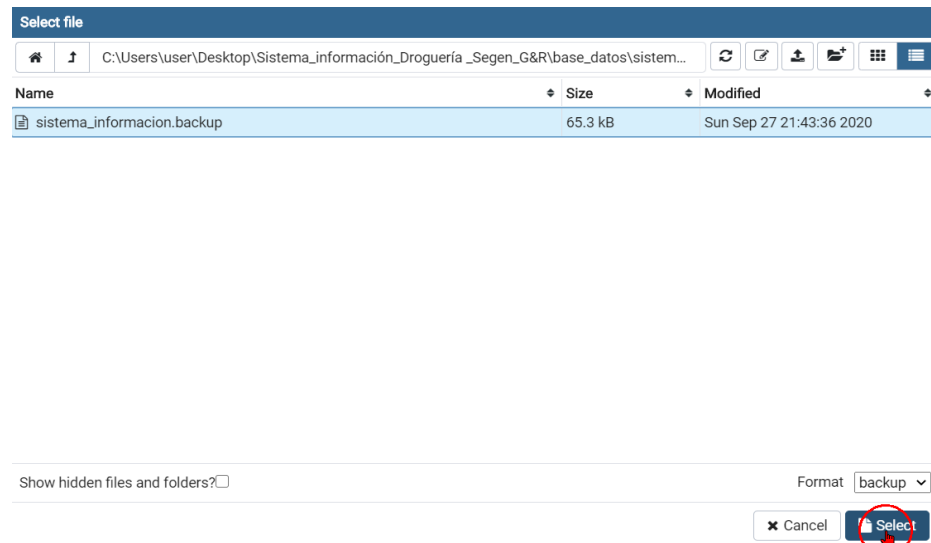 Select file
C:\Users\user\Desktop\Sistema_información_Droguería _Segen_G&R\base_datos\sistem...
Name Size Modified
sistema_informacion.backup 65.3 kB Sun Sep 27 21:43:36 2020
Show hidden files and folders? Format backup
Cancel Select